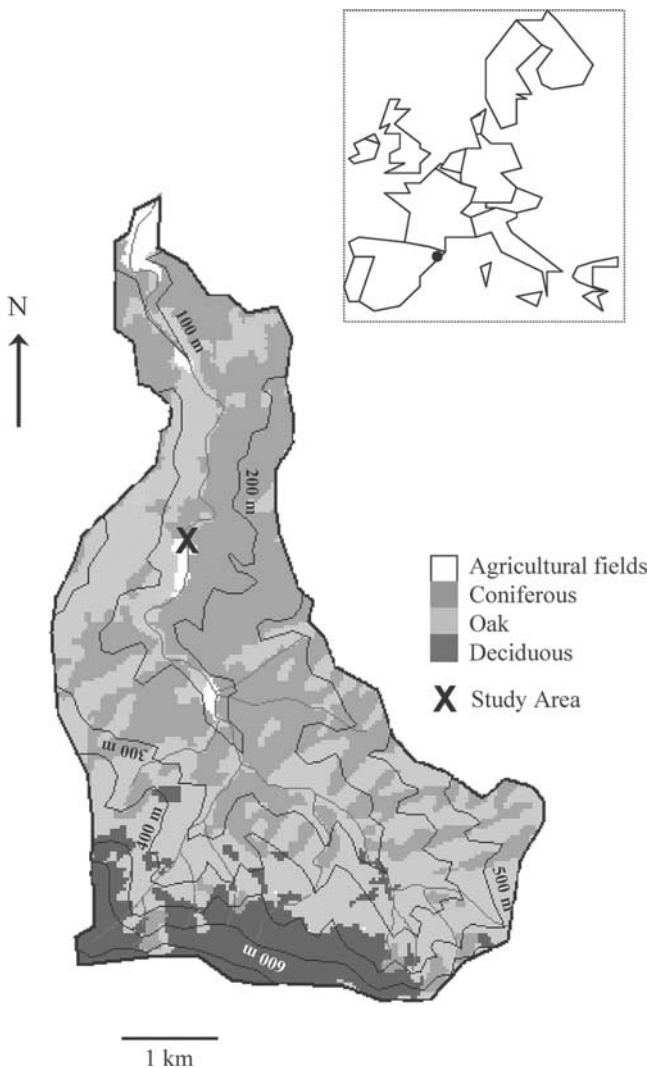 N
100 m
200 m
Agricultural fields
Coniferous
Oak
Deciduous
X Study Area
X
300 m
400 m
500 m
600 m
1 km